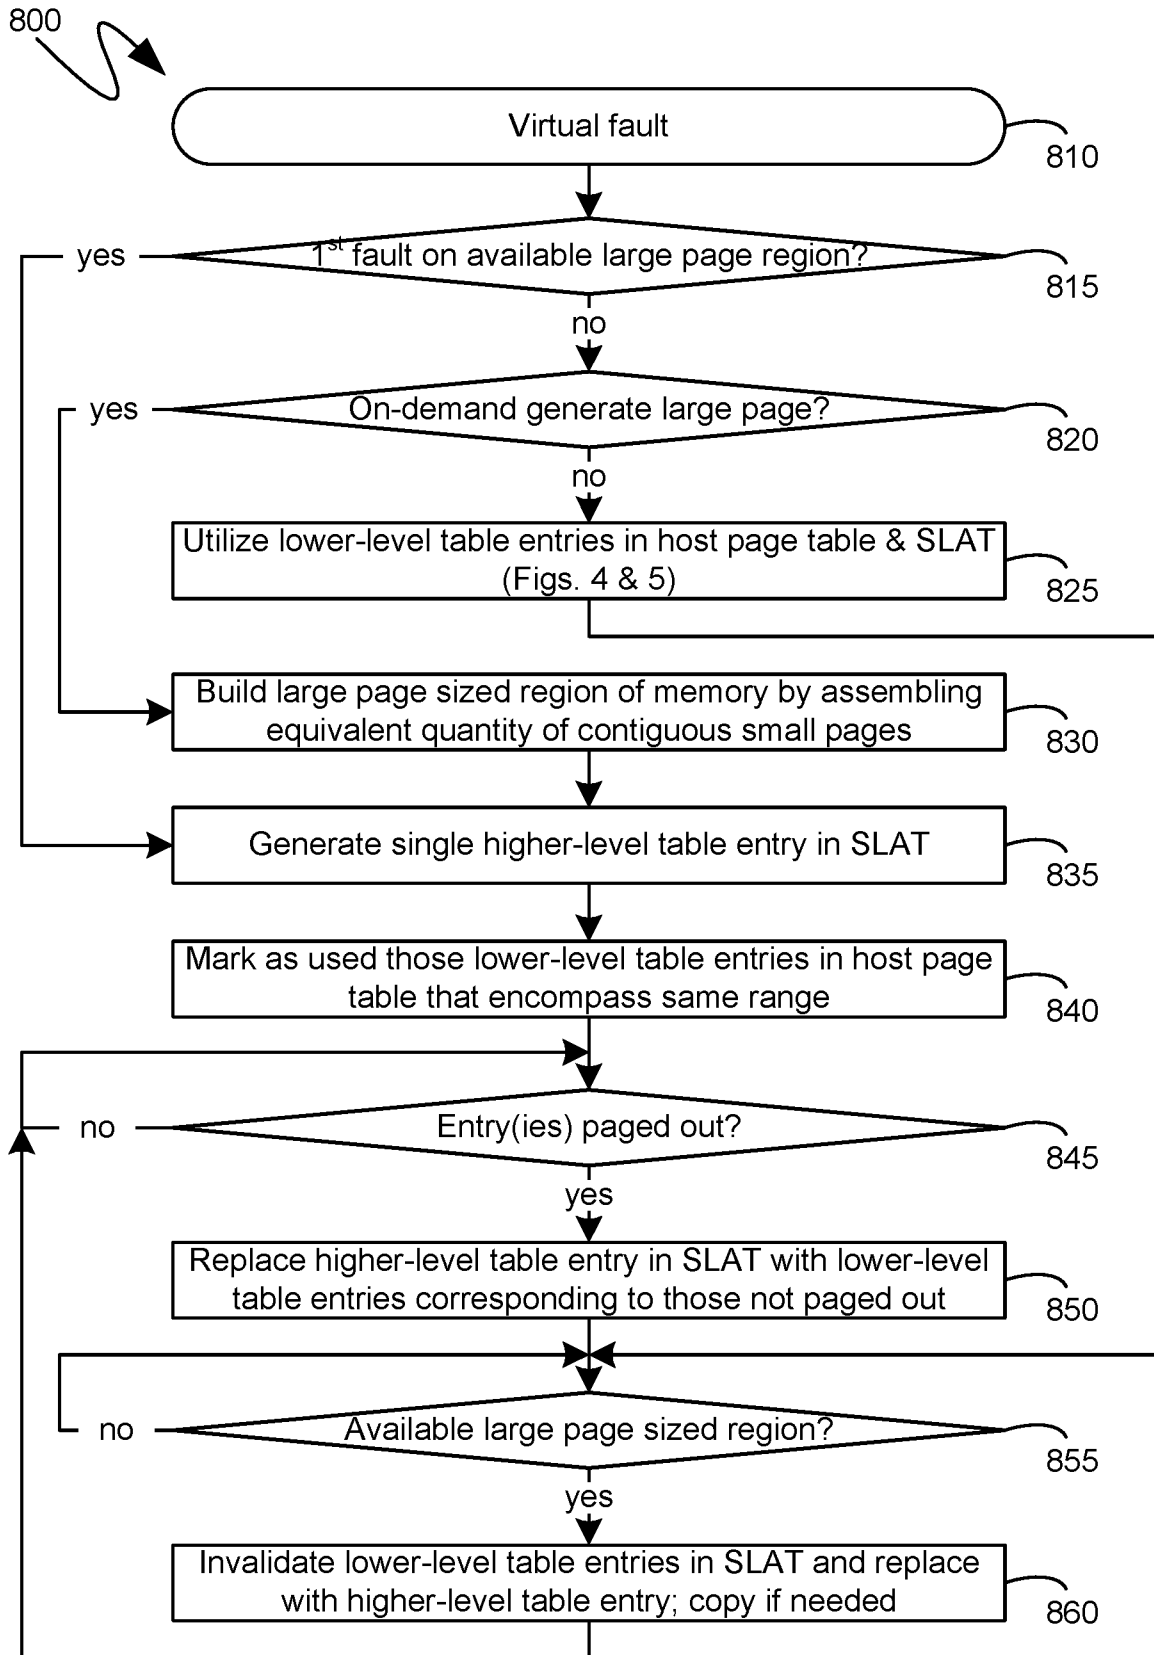 800
Virtual fault
810
yes
1st fault on available large page region?
815
no
yes
On-demand generate large page?
820
no
Utilize lower-level table entries in host page table & SLAT
(Figs. 4 & 5)
825
Build large page sized region of memory by assembling
equivalent quantity of contiguous small pages
830
Generate single higher-level table entry in SLAT
835
Mark as used those lower-level table entries in host page
table that encompass same range
840
no
Entry(ies) paged out?
845
yes
Replace higher-level table entry in SLAT with lower-level
table entries corresponding to those not paged out
850
no
Available large page sized region?
855
yes
Invalidate lower-level table entries in SLAT and replace
with higher-level table entry; copy if needed
860